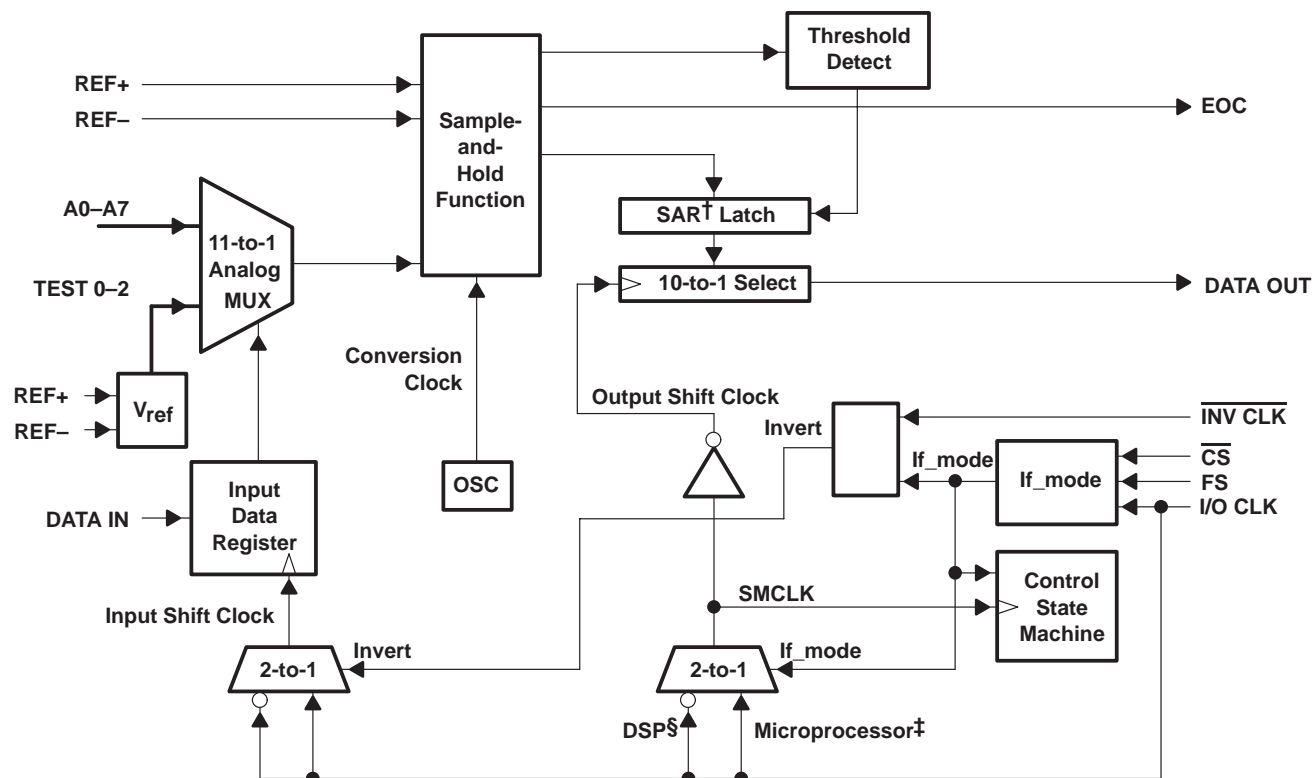 Threshold
Detect
REF+
REF–
EOC
Sample-
and-
Hold
Function
A0–A7
SAR† Latch
11-to-1
Analog
MUX
TEST 0–2
10-to-1 Select
DATA OUT
Conversion
Clock
REF+
REF–
Vref
Output Shift Clock
Invert
INV CLK
CS
FS
I/O CLK
If_mode
If_mode
OSC
Input
Data
Register
DATA IN
Control
State
Machine
SMCLK
Input Shift Clock
Invert
If_mode
2-to-1
2-to-1
DSP§
Microprocessor‡